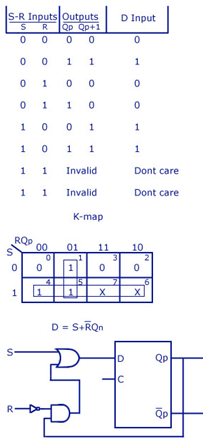 S-R Inputs Outputs D Input
S R Qp Qp+1
0 0 0 0 0
0 0 1 1 1
0 1 0 0 0
0 1 1 0 0
1 0 0 1 1
1 0 1 1 1
1 1 Invalid Dont care
1 1 Invalid Dont care
K-map
RQp
S 00 01 11 10
0 0 0 1 1 0 3 0 2
1 1 4 1 5 X 7 X 6
D = S+R̅Qn
S D Qp
C
R Q̅p